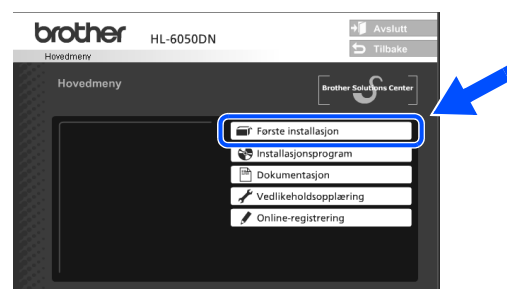 brother HL-6050DN
Avslutt
Tilbake
Hovedmeny
Hovedmeny
Brother Solutions Center
Første installasjon
Installasjonsprogram
Dokumentasjon
Vedlikeholdsopplæring
Online-registrering